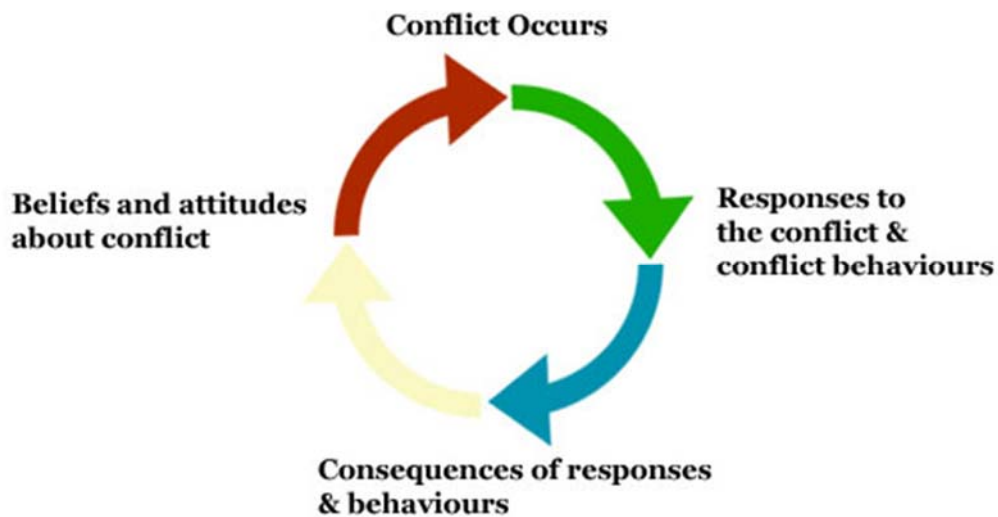 Conflict Occurs
Responses to
the conflict &
conflict behaviours
Consequences of responses
& behaviours
Beliefs and attitudes
about conflict